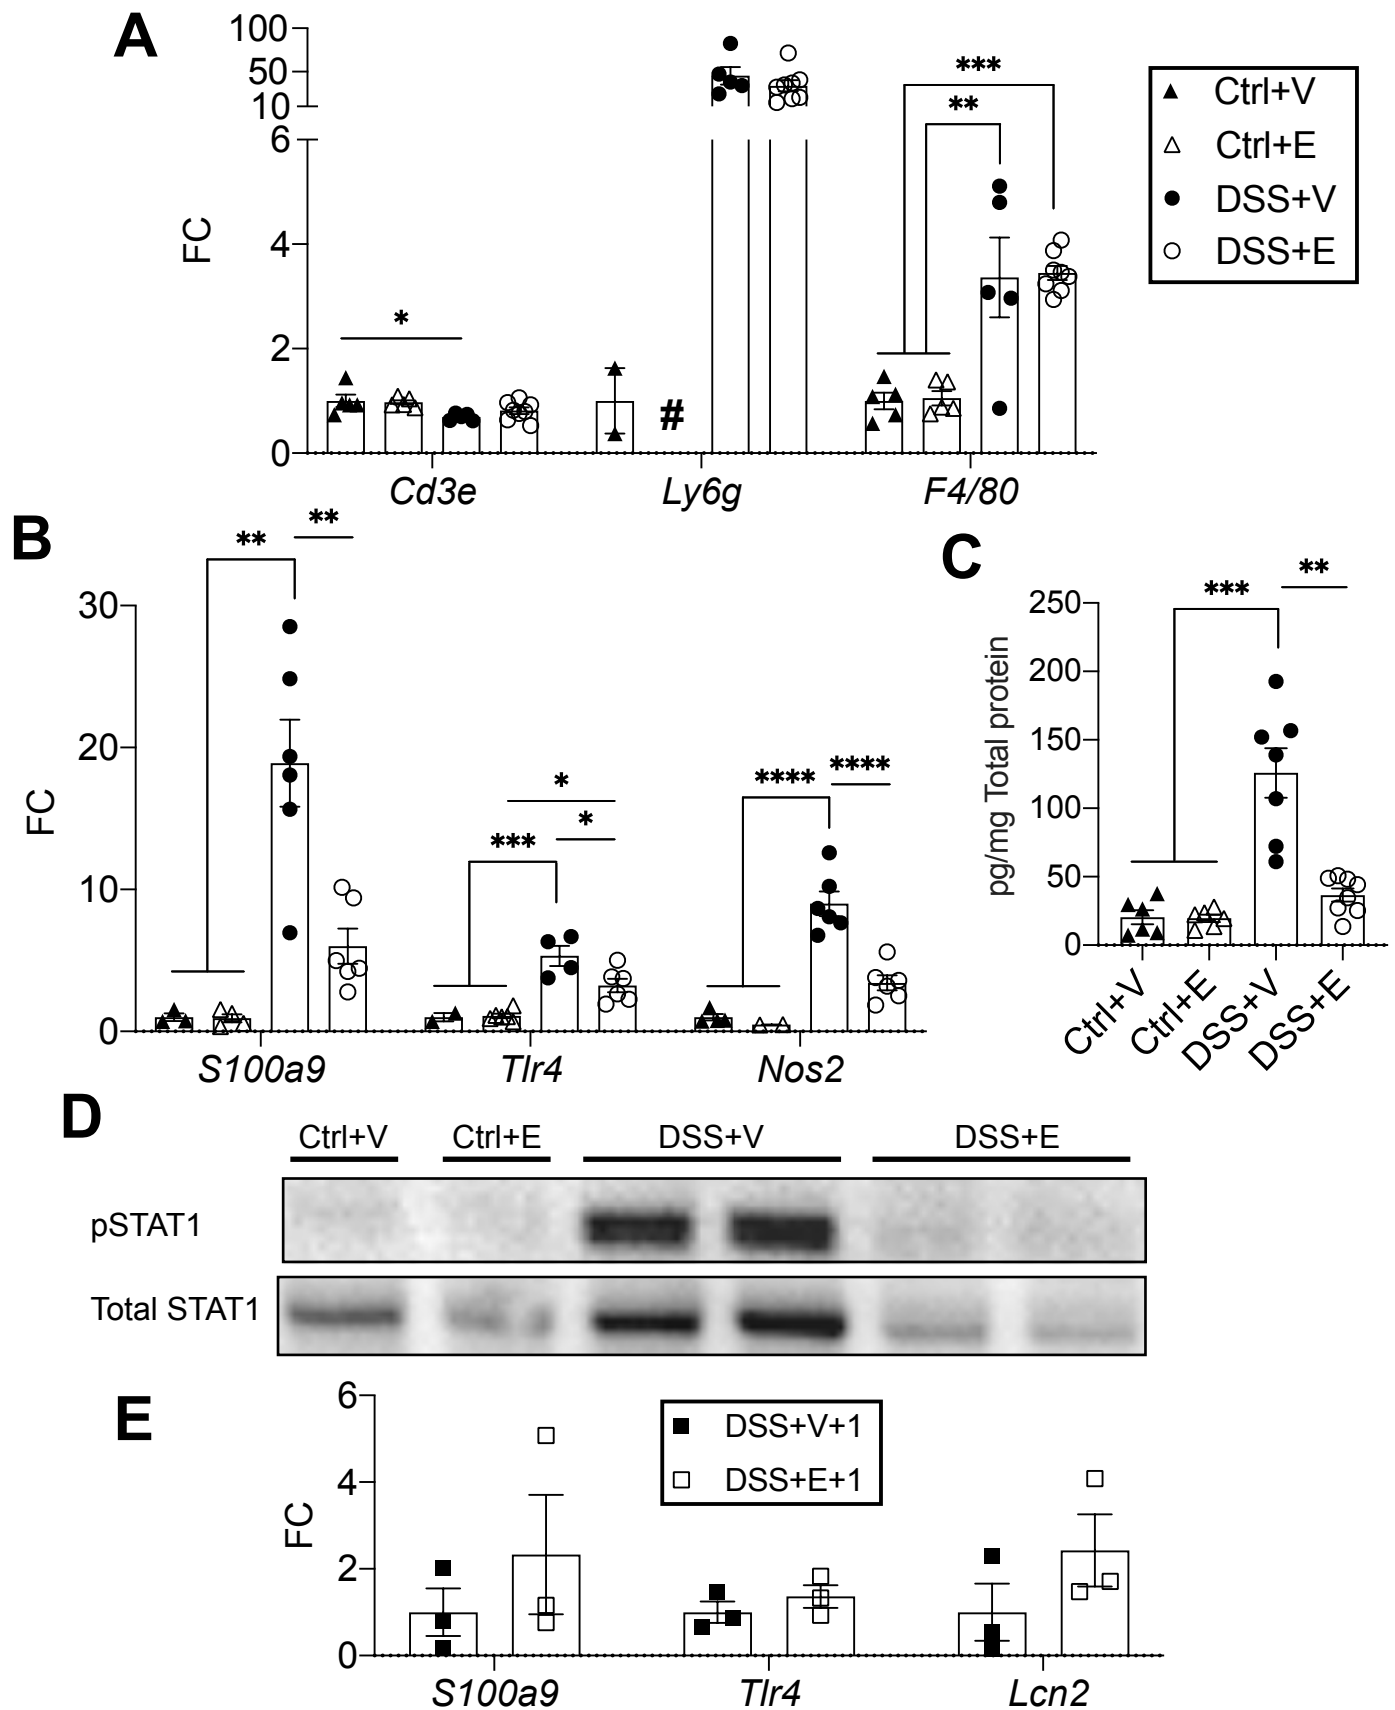 A
100
50
10
6
4
2
0
FC
*
#
**
***
Cd3e
Ly6g
F4/80
Ctrl+V
Ctrl+E
DSS+V
DSS+E
B
30
20
10
0
FC
**
**
***
*
*
****
****
S100a9
Tlr4
Nos2
C
250
200
150
100
50
0
pg/mg Total protein
***
**
Ctrl+V
Ctrl+E
DSS+V
DSS+E
D
Ctrl+V Ctrl+E DSS+V DSS+E
pSTAT1
Total STAT1
E
6
4
2
0
FC
DSS+V+1
DSS+E+1
S100a9
Tlr4
Lcn2